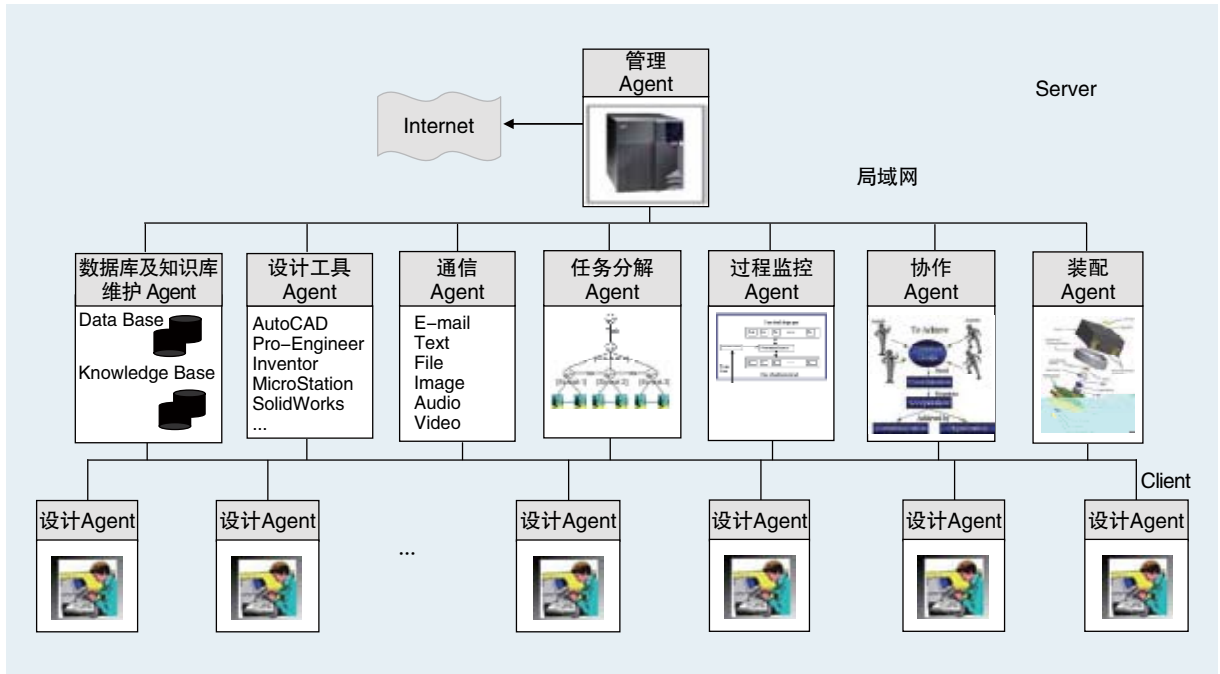 管理
Agent
Server
Internet
局域网
数据库及知识库
维护 Agent
Data Base
Knowledge Base
设计工具
Agent
AutoCAD
Pro-Engineer
Inventor
MicroStation
SolidWorks
...
通信
Agent
E-mail
Text
File
Image
Audio
Video
任务分解
Agent
过程监控
Agent
协作
Agent
To Achieve
装配
Agent
Client
设计Agent
设计Agent
...
设计Agent
设计Agent
设计Agent
设计Agent